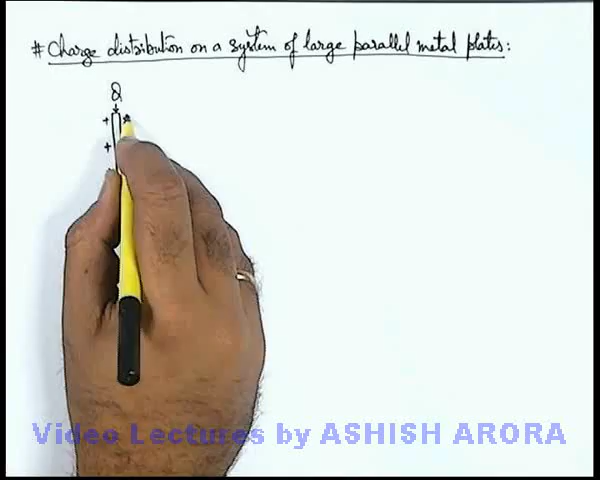 # Charge distribution on a system of large parallel metal plates:
Q
+ +
+
Video Lectures by ASHISH ARORA